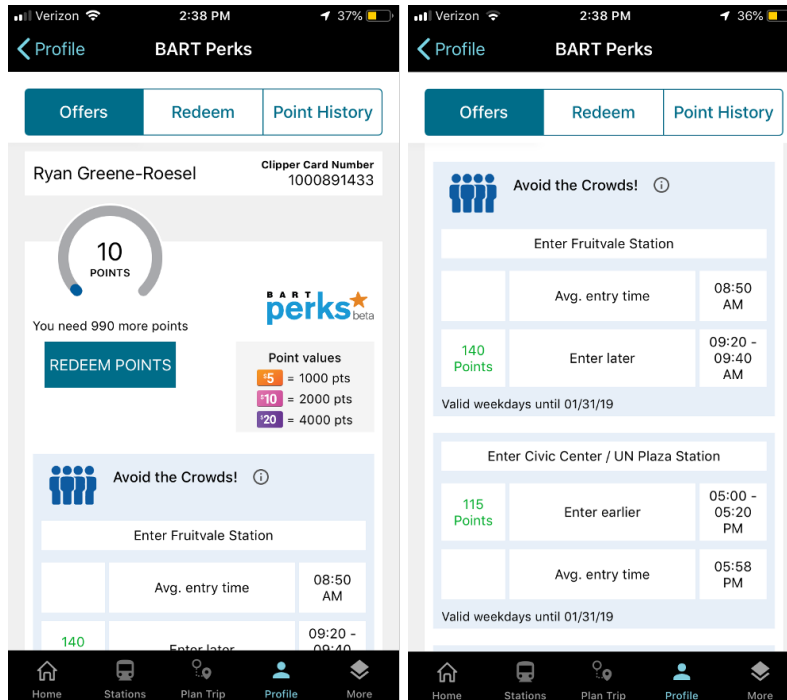 Verizon 2:38 PM 37%
Profile BART Perks
Offers Redeem Point History
Ryan Greene-Roesel
Clipper Card Number
1000891433
10
POINTS
BART
perks beta
You need 990 more points
REDEEM POINTS
Point values
$5 = 1000 pts
$10 = 2000 pts
$20 = 4000 pts
Avoid the Crowds!
Enter Fruitvale Station
Avg. entry time
08:50
AM
140
Enter later
09:20 -
09:40
Home Stations Plan Trip Profile More
Verizon 2:38 PM 36%
Profile BART Perks
Offers Redeem Point History
Avoid the Crowds!
Enter Fruitvale Station
Avg. entry time
08:50
AM
140
Points
Enter later
09:20 -
09:40
AM
Valid weekdays until 01/31/19
Enter Civic Center / UN Plaza Station
115
Points
Enter earlier
05:00 -
05:20
PM
Avg. entry time
05:58
PM
Valid weekdays until 01/31/19
Home Stations Plan Trip Profile More